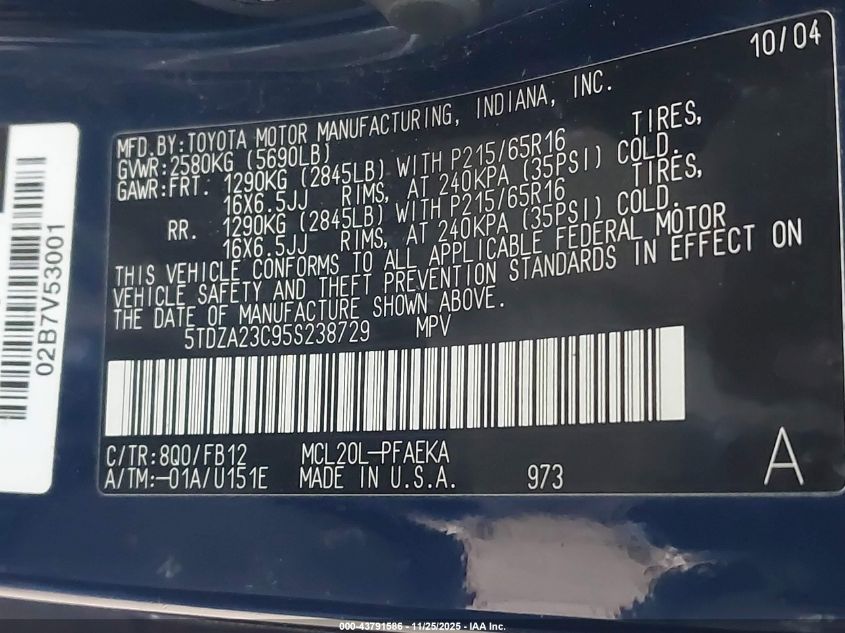 10/04
MFD.BY:TOYOTA MOTOR MANUFACTURING, INDIANA, INC.
GVWR:2580KG (5690LB)
GAWR:FRT. 1290KG (2845LB) WITH P215/65R16 TIRES,
16X6.5JJ RIMS, AT 240KPA (35PSI) COLD.
RR. 1290KG (2845LB) WITH P215/65R16 TIRES,
16X6.5JJ RIMS, AT 240KPA (35PSI) COLD.
THIS VEHICLE CONFORMS TO ALL APPLICABLE FEDERAL MOTOR
VEHICLE SAFETY AND THEFT PREVENTION STANDARDS IN EFFECT ON
THE DATE OF MANUFACTURE SHOWN ABOVE.
5TDZA23C95S238729 MPV
C/TR:8Q0/FB12 MCL20L-PFAEKA
A/TM:-01A/U151E MADE IN U.S.A. 973 A
02B7V53001
000-43791586 - 11/25/2025 - IAA Inc.